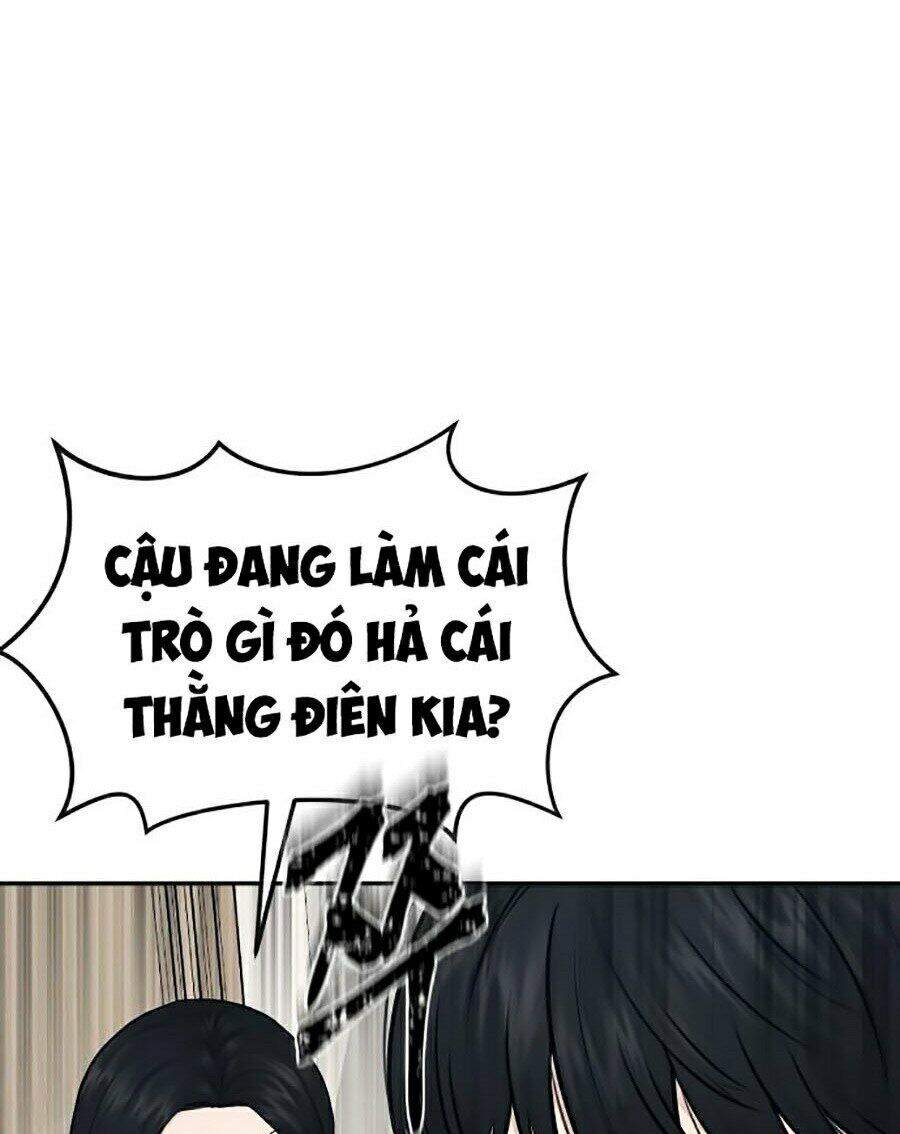 CẬU ĐANG LÀM CÁI
TRÒ GÌ ĐÓ HẢ CÁI
THẰNG ĐIÊN KIA?